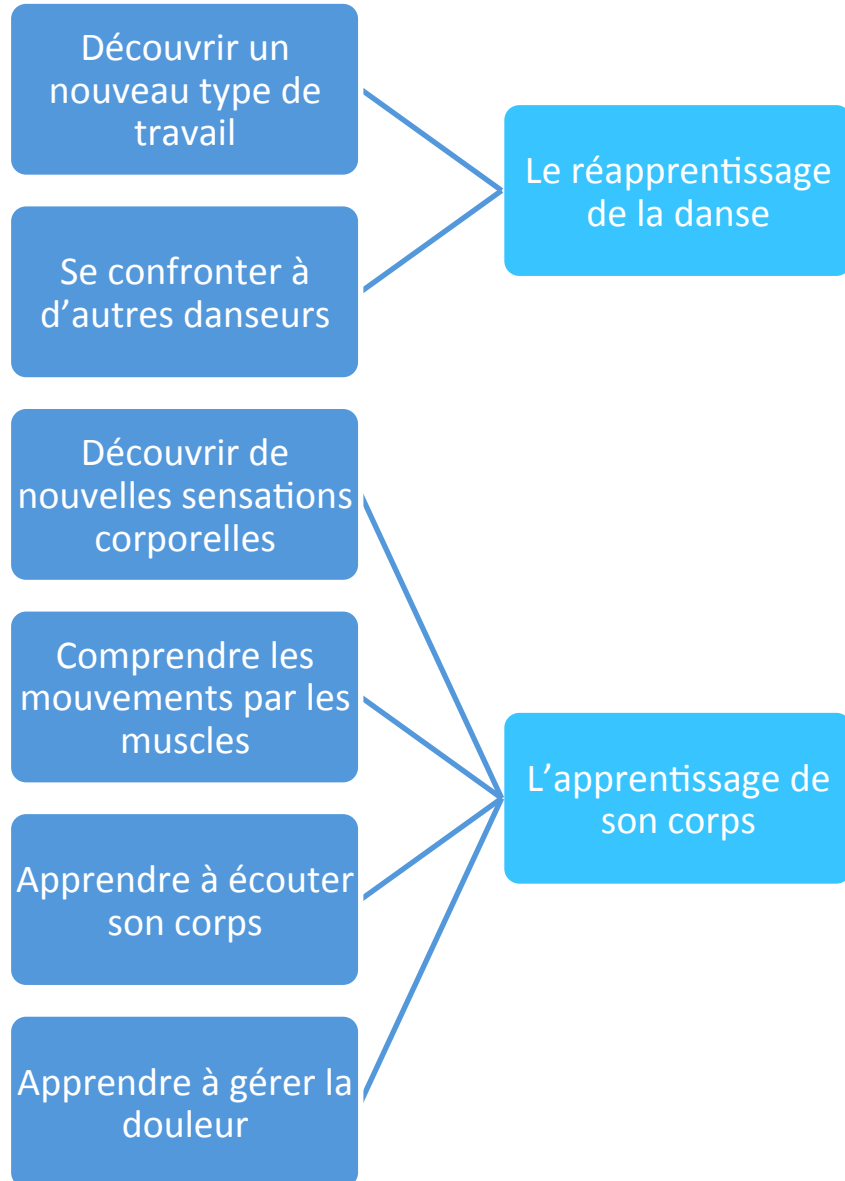 Découvrir un
nouveau type de
travail
Se confronter à
d’autres danseurs
Le réapprentissage
de la danse
Découvrir de
nouvelles sensations
corporelles
Comprendre les
mouvements par les
muscles
Apprendre à écouter
son corps
Apprendre à gérer la
douleur
L’apprentissage de
son corps